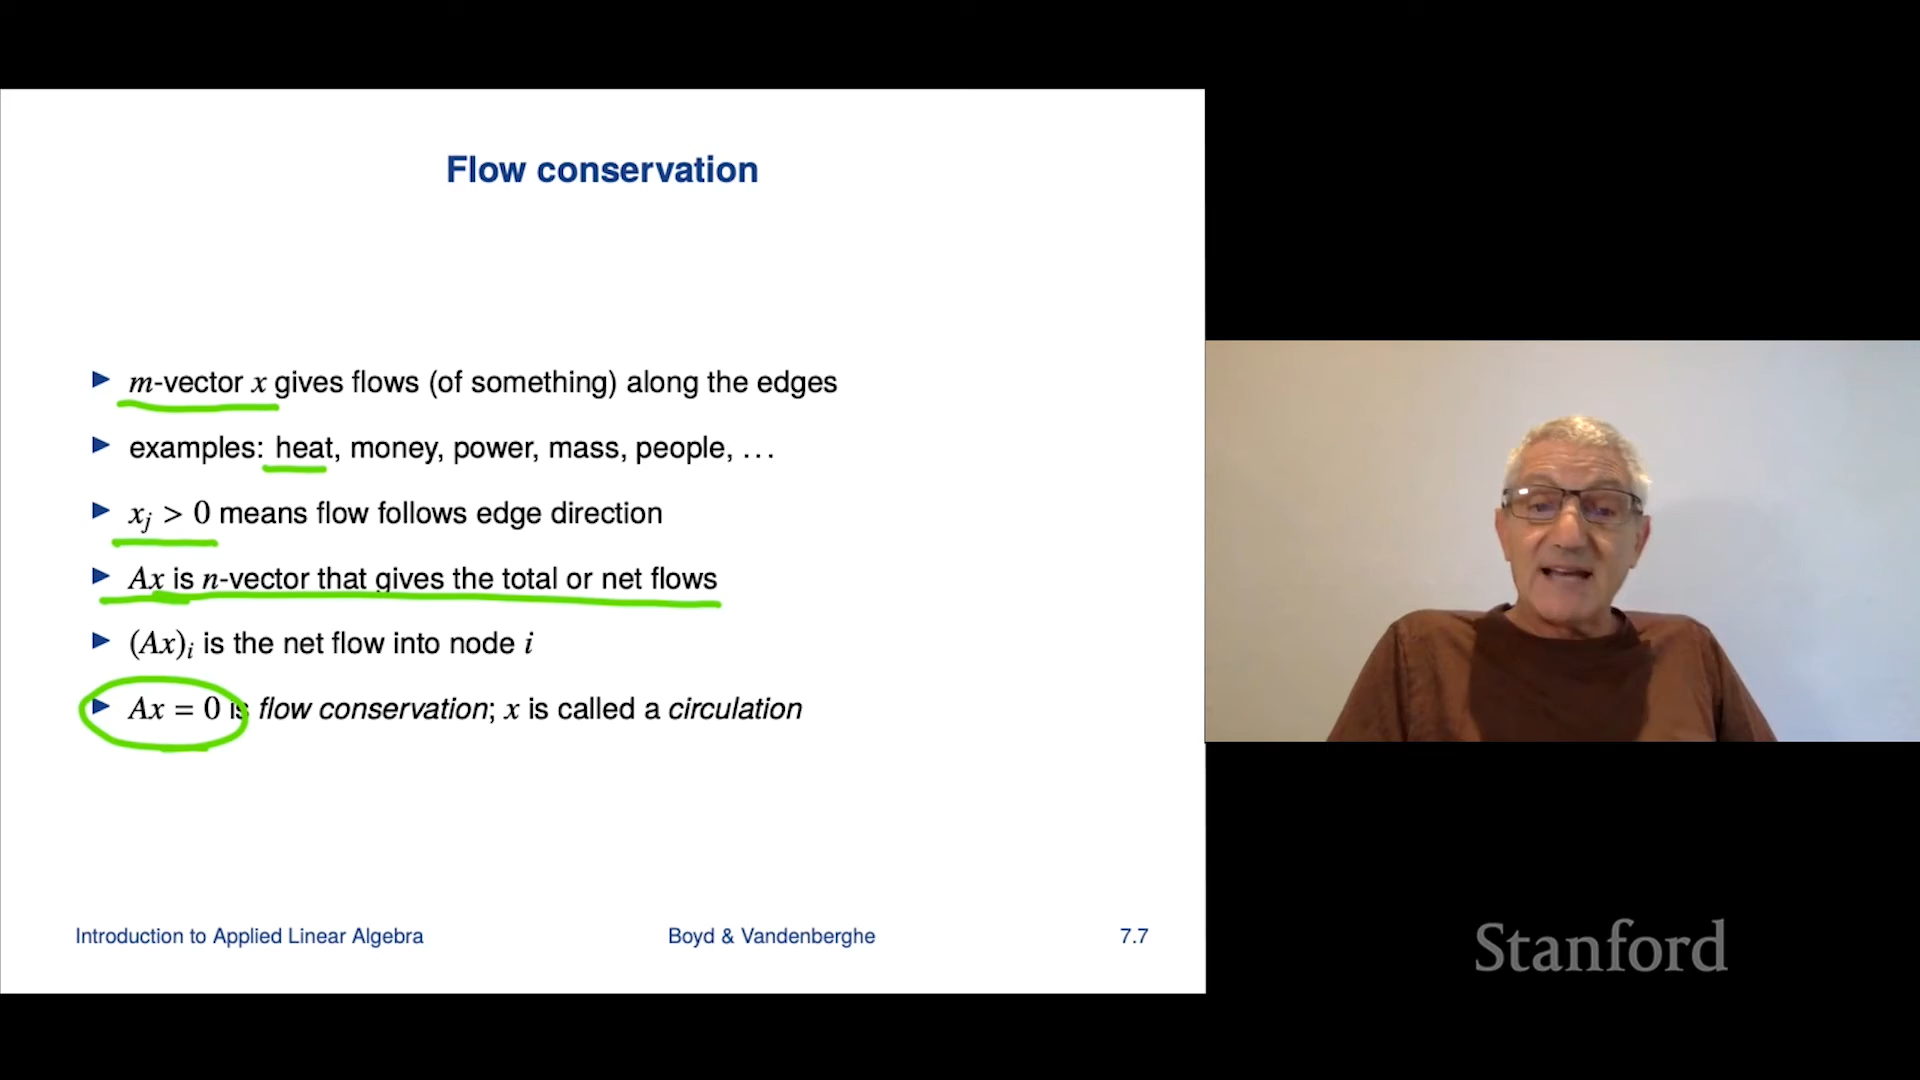 Flow conservation
▶ m-vector x gives flows (of something) along the edges
▶ examples: heat, money, power, mass, people, ...
▶ xⱼ > 0 means flow follows edge direction
▶ Ax is n-vector that gives the total or net flows
▶ (Ax)ᵢ is the net flow into node i
▶ Ax = 0 is flow conservation; x is called a circulation
Introduction to Applied Linear Algebra Boyd & Vandenberghe 7.7
Stanford